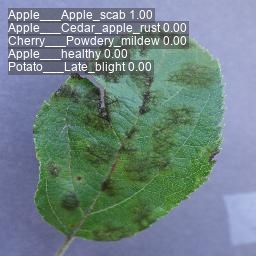 Apple___Apple_scab 1.00
Apple___Cedar_apple_rust 0.00
Cherry___Powdery_mildew 0.00
Apple___healthy 0.00
Potato___Late_blight 0.00